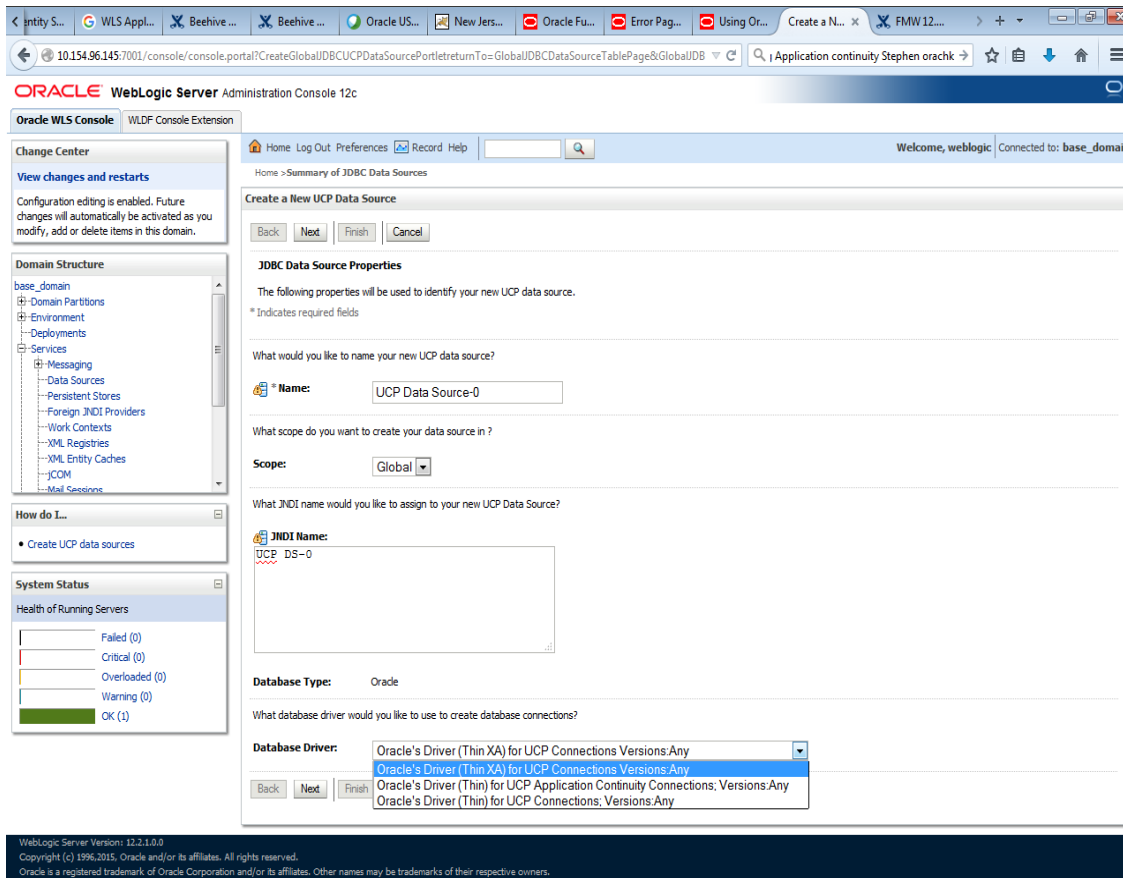 entity S...
WLS Appl...
Beehive ...
Beehive ...
Oracle US...
New Jers...
Oracle Fu...
Error Pag...
Using Or...
Create a N...
FMW 12....
10.154.96.145:7001/console/console.portal?CreateGlobalJDBCUCPDataSourcePortletreturnTo=GlobalJDBCDataSourceTablePage&GlobalJDB
Application continuity Stephen orachk
ORACLE WebLogic Server Administration Console 12c
Oracle WLS Console
WLDF Console Extension
Change Center
View changes and restarts
Configuration editing is enabled. Future
changes will automatically be activated as you
modify, add or delete items in this domain.
Domain Structure
base_domain
Domain Partitions
Environment
Deployments
Services
Messaging
Data Sources
Persistent Stores
Foreign JNDI Providers
Work Contexts
XML Registries
XML Entity Caches
jCOM
Mail Sessions
How do I...
Create UCP data sources
System Status
Health of Running Servers
Failed (0)
Critical (0)
Overloaded (0)
Warning (0)
OK (1)
Home Log Out Preferences Record Help
Welcome, weblogic Connected to: base_domai
Home >Summary of JDBC Data Sources
Create a New UCP Data Source
Back Next Finish Cancel
JDBC Data Source Properties
The following properties will be used to identify your new UCP data source.
* Indicates required fields
What would you like to name your new UCP data source?
* Name: UCP Data Source-0
What scope do you want to create your data source in ?
Scope: Global
What JNDI name would you like to assign to your new UCP Data Source?
JNDI Name:
UCP DS-0
Database Type: Oracle
What database driver would you like to use to create database connections?
Database Driver: Oracle's Driver (Thin XA) for UCP Connections Versions:Any
Oracle's Driver (Thin XA) for UCP Connections Versions:Any
Oracle's Driver (Thin) for UCP Application Continuity Connections; Versions:Any
Oracle's Driver (Thin) for UCP Connections; Versions:Any
Back Next Finish
WebLogic Server Version: 12.2.1.0.0
Copyright (c) 1996,2015, Oracle and/or its affiliates. All rights reserved.
Oracle is a registered trademark of Oracle Corporation and/or its affiliates. Other names may be trademarks of their respective owners.